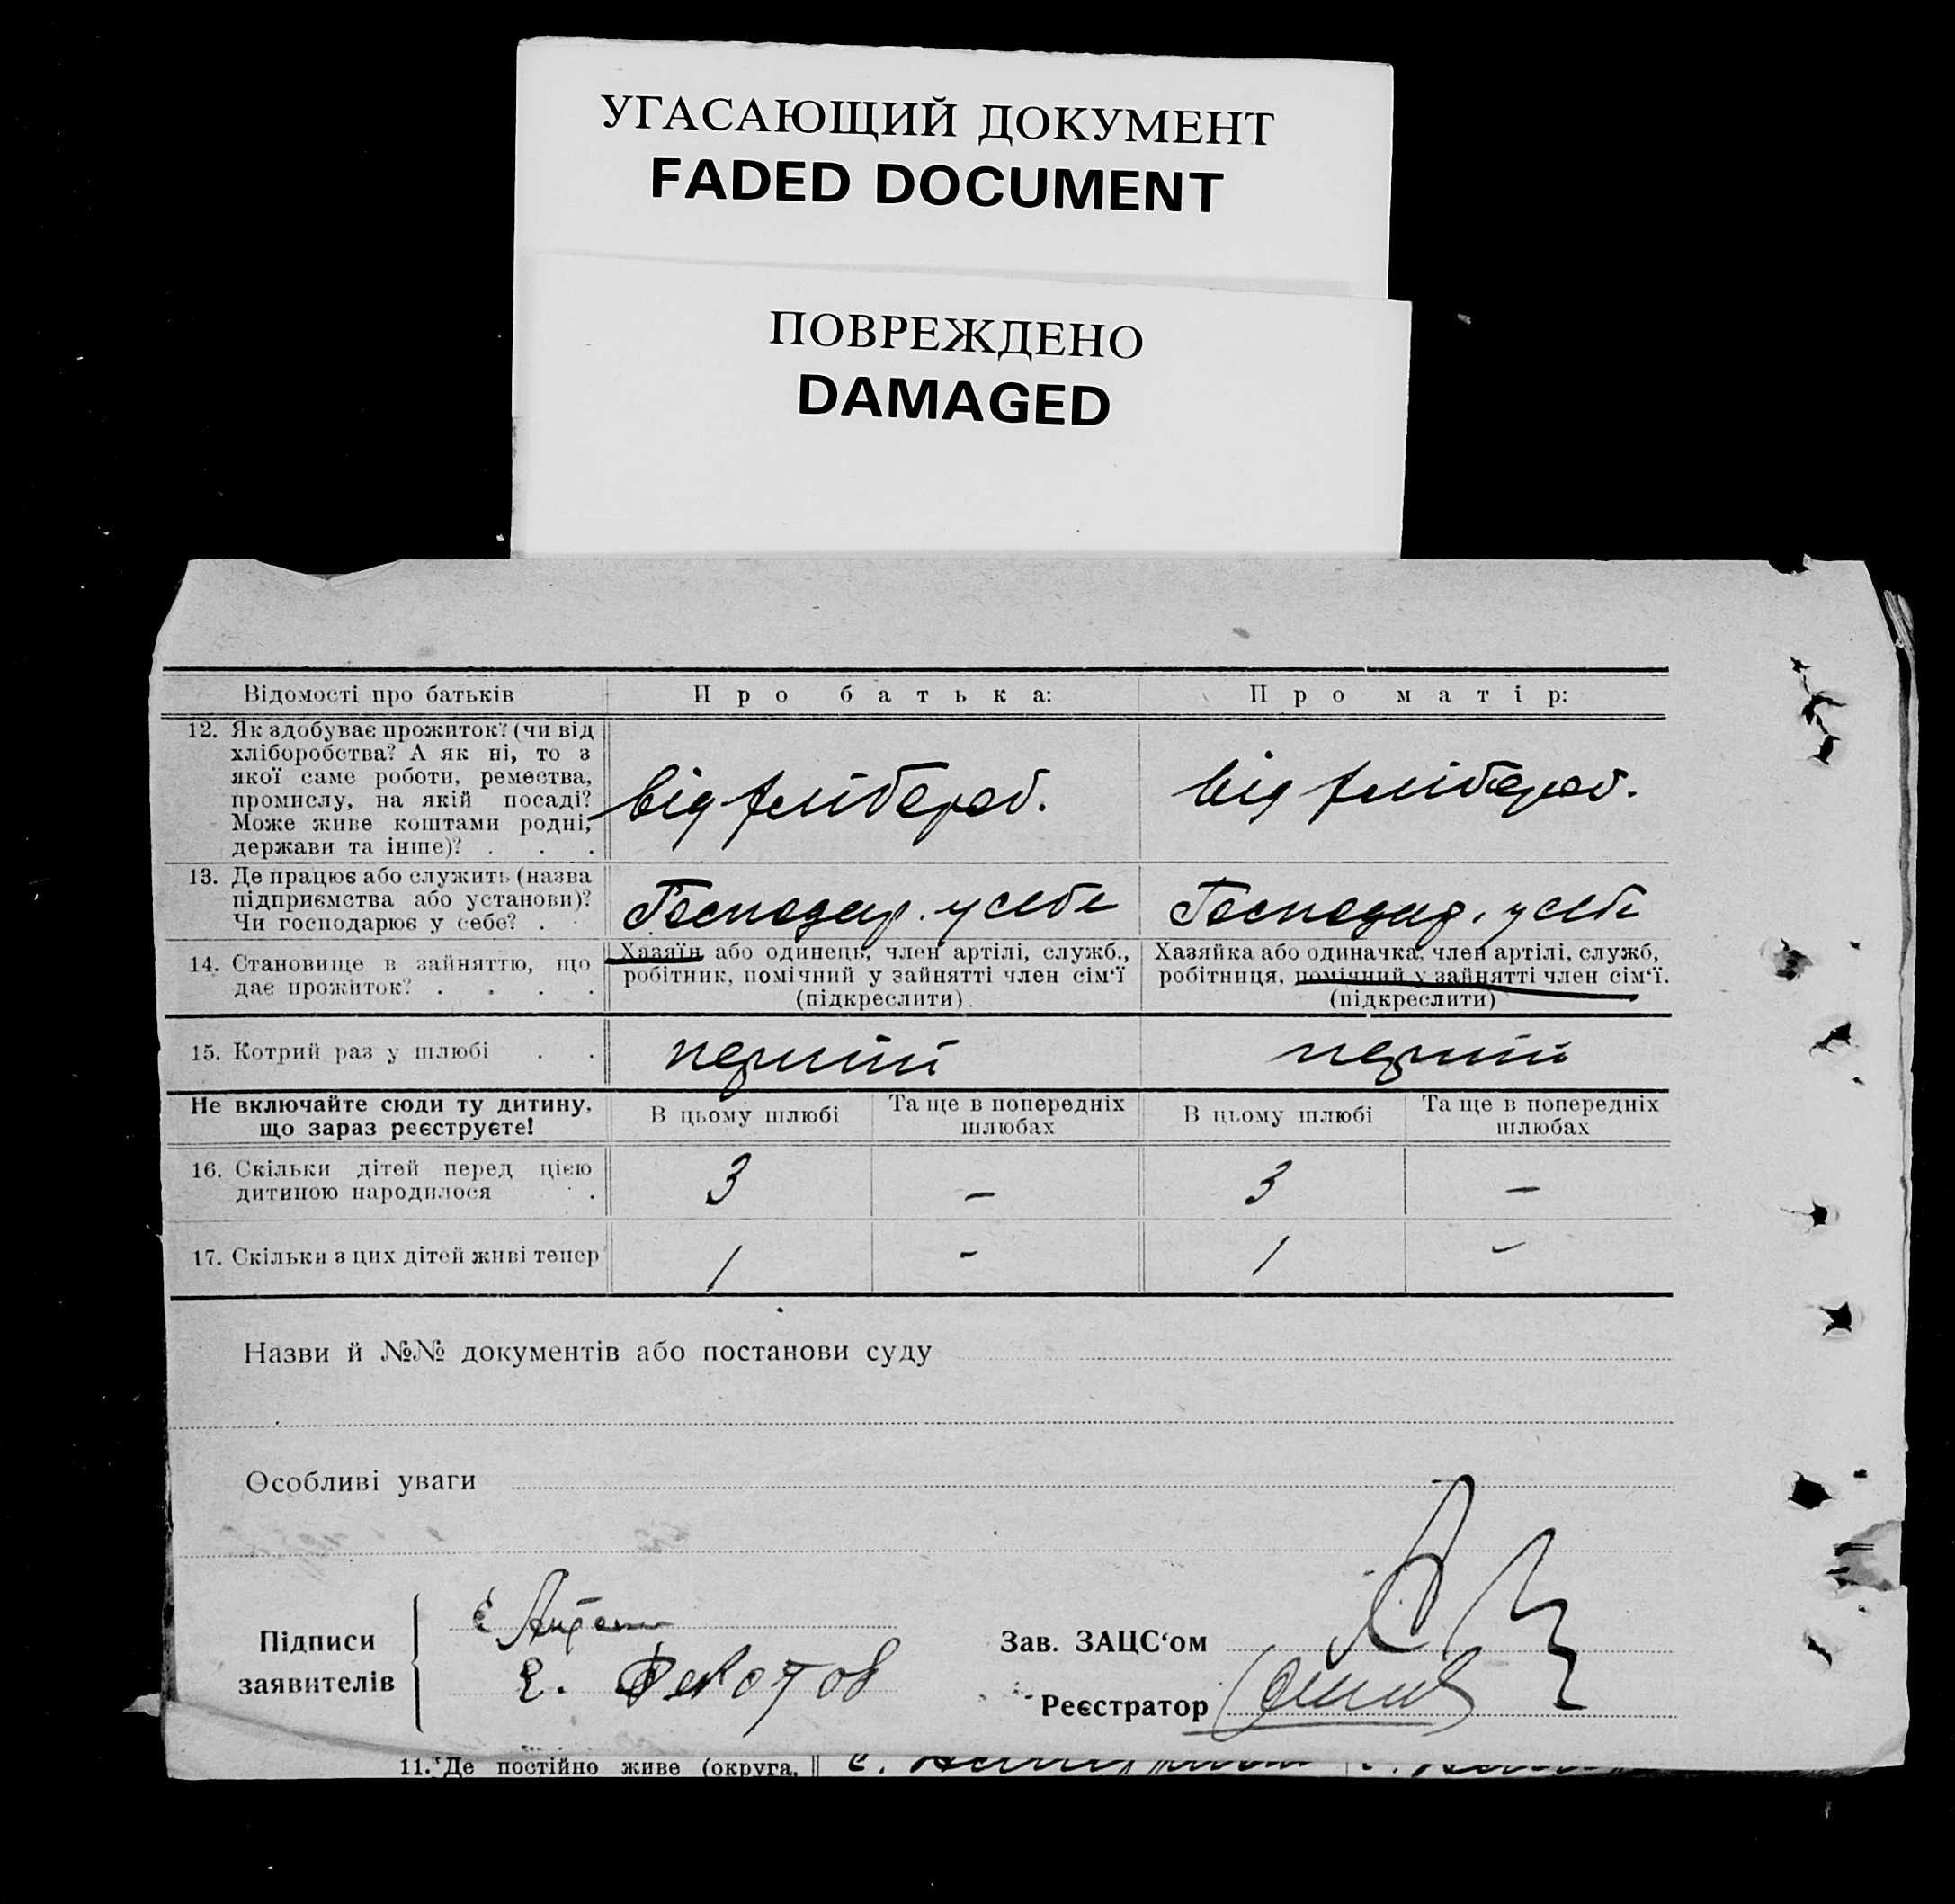 УГАСАЮЩИЙ ДОКУМЕНТ
FADED DOCUMENT
ПОВРЕЖДЕНО
DAMAGED
Відомості про батьків
Про батька:
Про матір:
12. Як здобуває прожиток? (чи від
хліборобства? А як ні, то з
якої саме роботи, ремества,
промислу, на якій посаді?
Може живе коштами родні,
держави та інше)? . . .
від хлібороб.
від хлібороб.
13. Де працює або служить (назва
підприємства або установи)?
Чи господарює у себе? .
Господар. у себе
Господар. у себе
14. Становище в зайняттю, що
дає прожиток? . . . .
Хазяїн або одинець, член артілі, служб.,
робітник, помічний у зайнятті член сім‘ї
(підкреслити).
Хазяйка або одиначка, член артілі, служб,
робітниця, помічний у зайнятті член сім‘ї.
(підкреслити)
15. Котрий раз у шлюбі . .
перший
перший
Не включайте сюди ту дитину,
що зараз реєструєте!
В цьому шлюбі
Та ще в попередніх
шлюбах
В цьому шлюбі
Та ще в попередніх
шлюбах
16. Скільки дітей перед цією
дитиною народилося .
3 – 3 –
17. Скільки з цих дітей живі тепер
1 – 1 –
Назви й №№ документів або постанови суду
Особливі уваги
Підписи
заявителів
Е. Федотов
Зав. ЗАЦС‘ом
Реєстратор
11. Де постійно живе (округа,